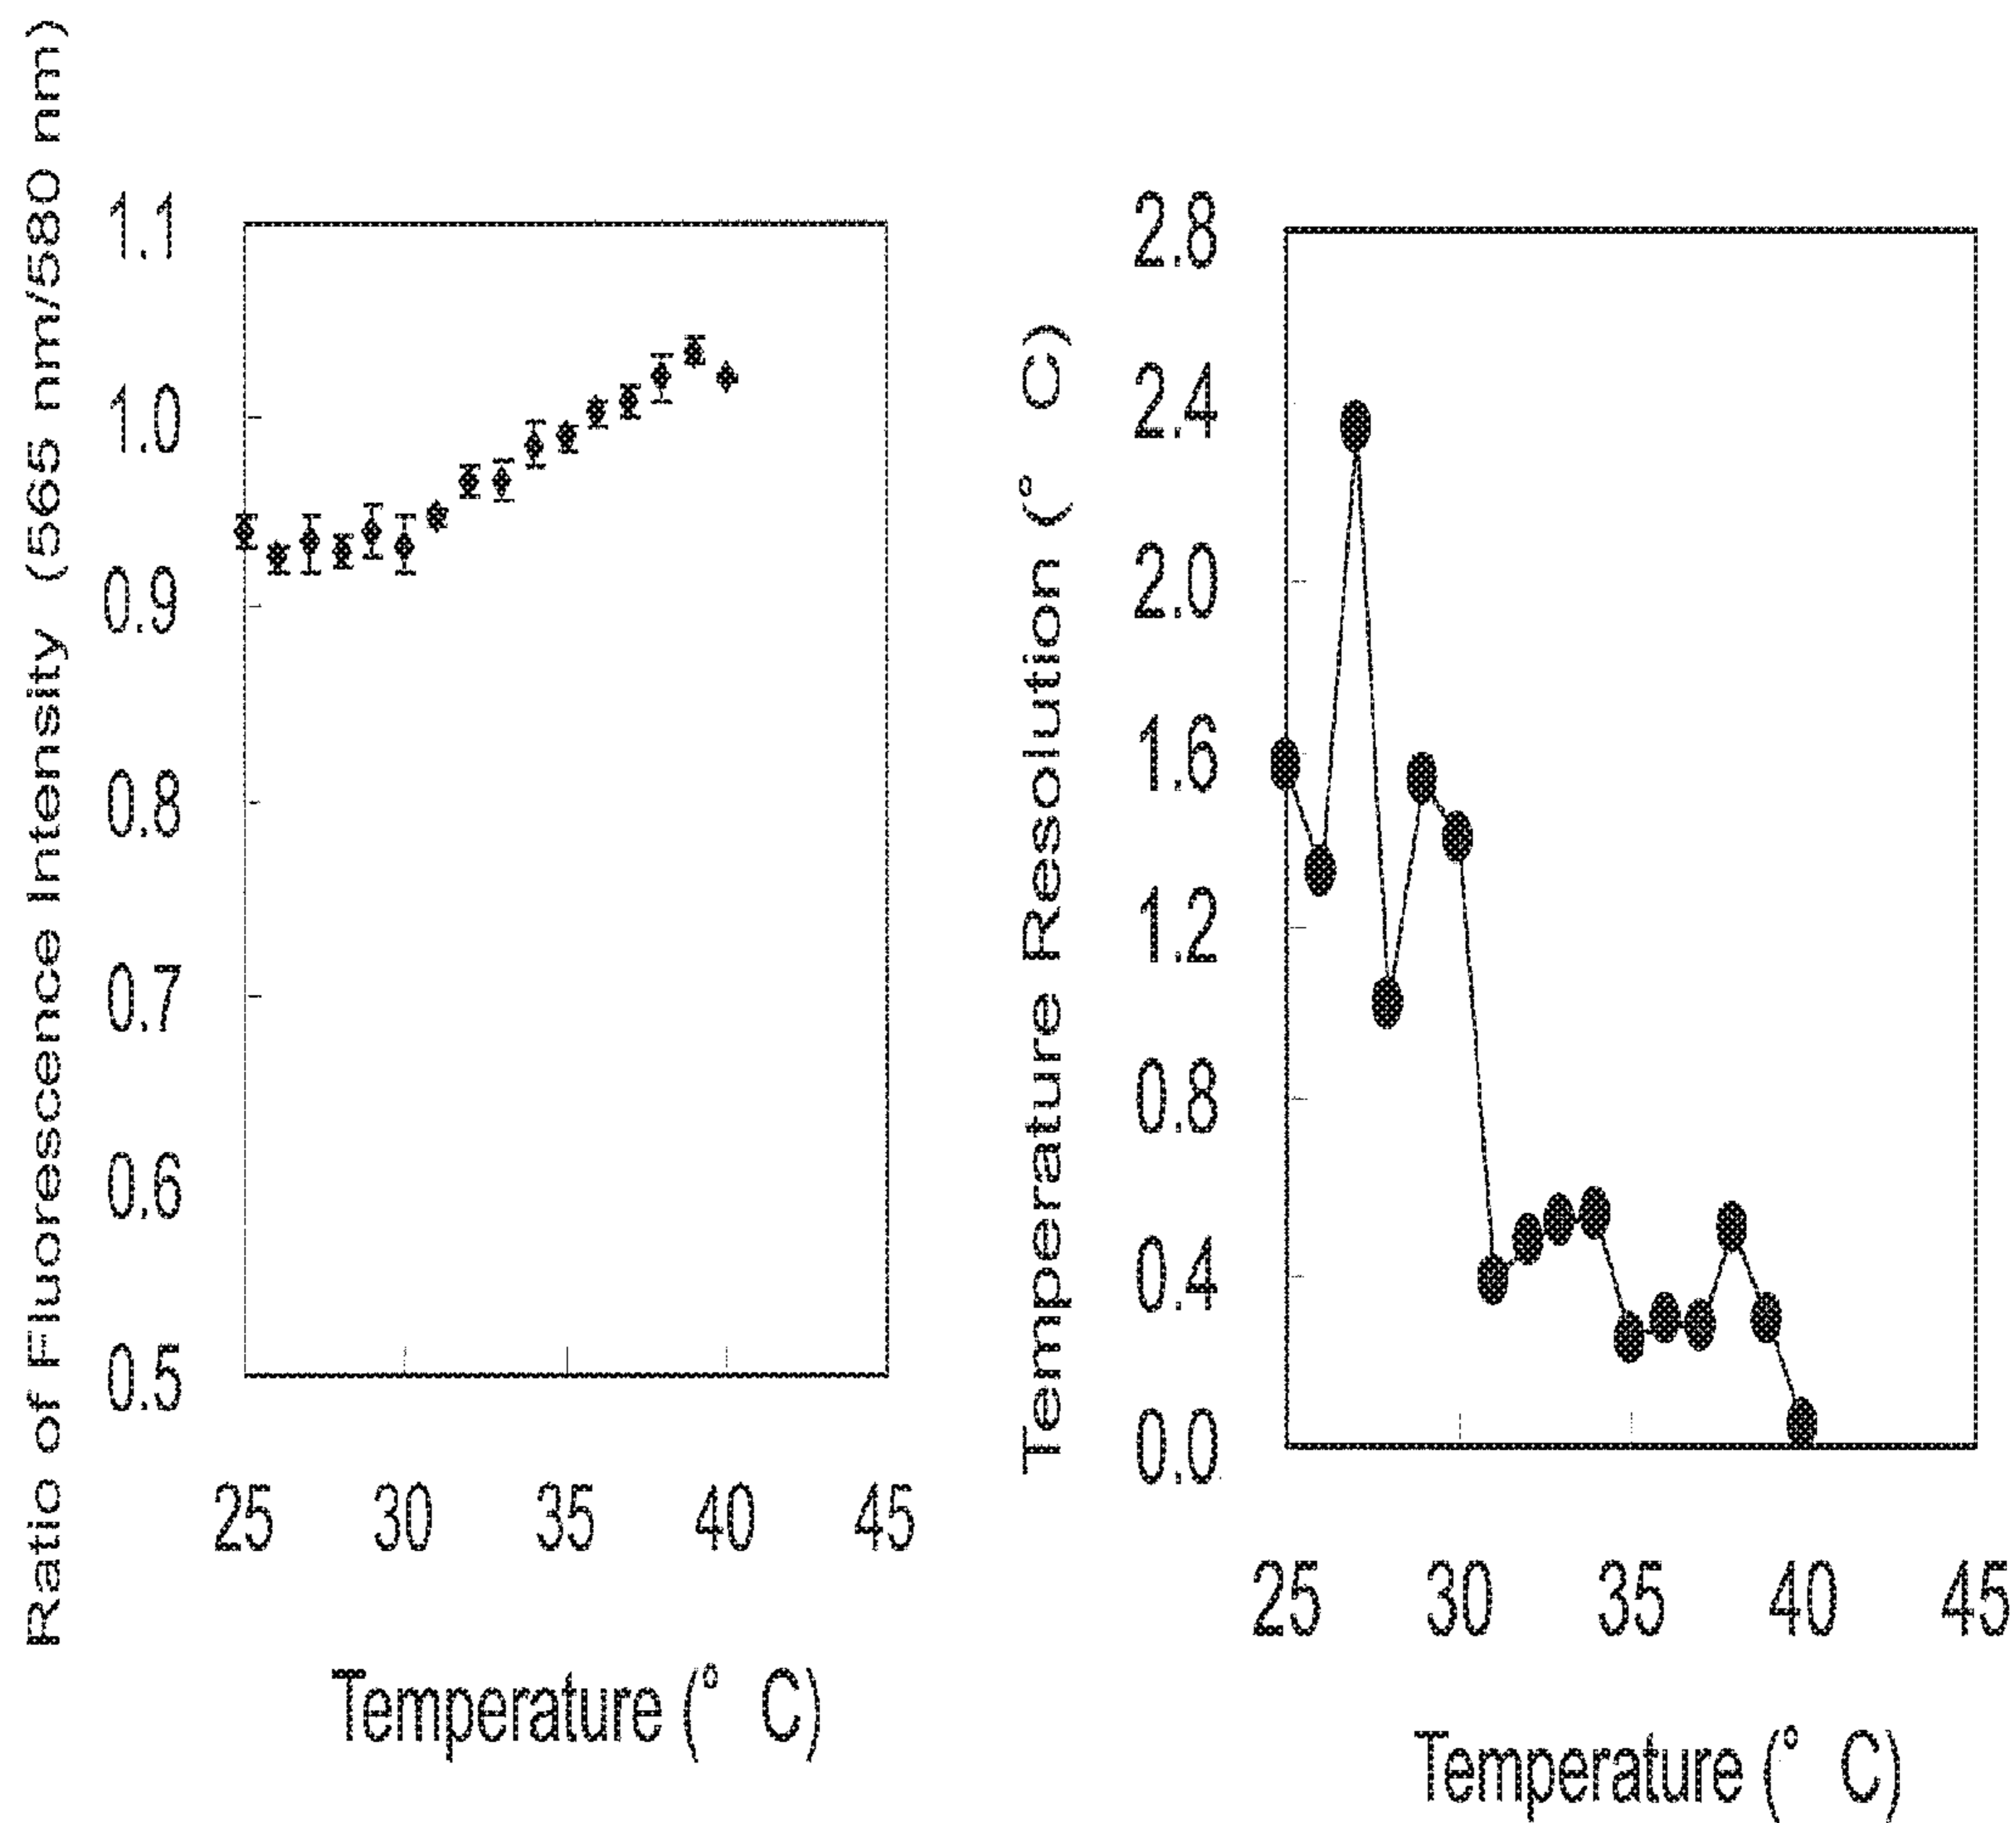 Ratio of Fluorescence Intensity (565 nm/580 nm)
1.1
1.0
0.9
0.8
0.7
0.6
0.5
25 30 35 40 45
Temperature (° C)
Temperature Resolution (° C)
2.8
2.4
2.0
1.6
1.2
0.8
0.4
0.0
25 30 35 40 45
Temperature (° C)